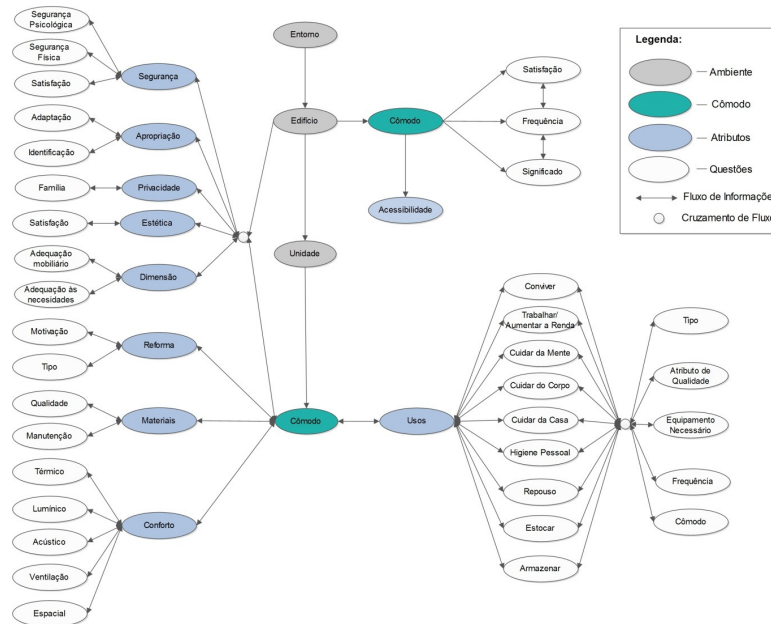 Segurança
Psicológica
Segurança
Física
Satisfação
Segurança
Adaptação
Identificação
Apropriação
Família
Privacidade
Satisfação
Estética
Adequação
mobiliário
Adequação às
necesidades
Dimensão
Motivação
Tipo
Reforma
Qualidade
Manutenção
Materiais
Térmico
Lumínico
Acústico
Ventilação
Espacial
Conforto
Entorno
Edifício
Unidade
Cômodo
Cômodo
Acessibilidade
Satisfação
Frequência
Significado
Usos
Conviver
Trabalhar/
Aumentar a Renda
Cuidar da Mente
Cuidar do Corpo
Cuidar da Casa
Higiene Pessoal
Repouso
Estocar
Armazenar
Tipo
Atributo de
Qualidade
Equipamento
Necessário
Frequência
Cômodo
Legenda:
Ambiente
Cômodo
Atributos
Questões
Fluxo de Informaçõe
Cruzamento de Flux